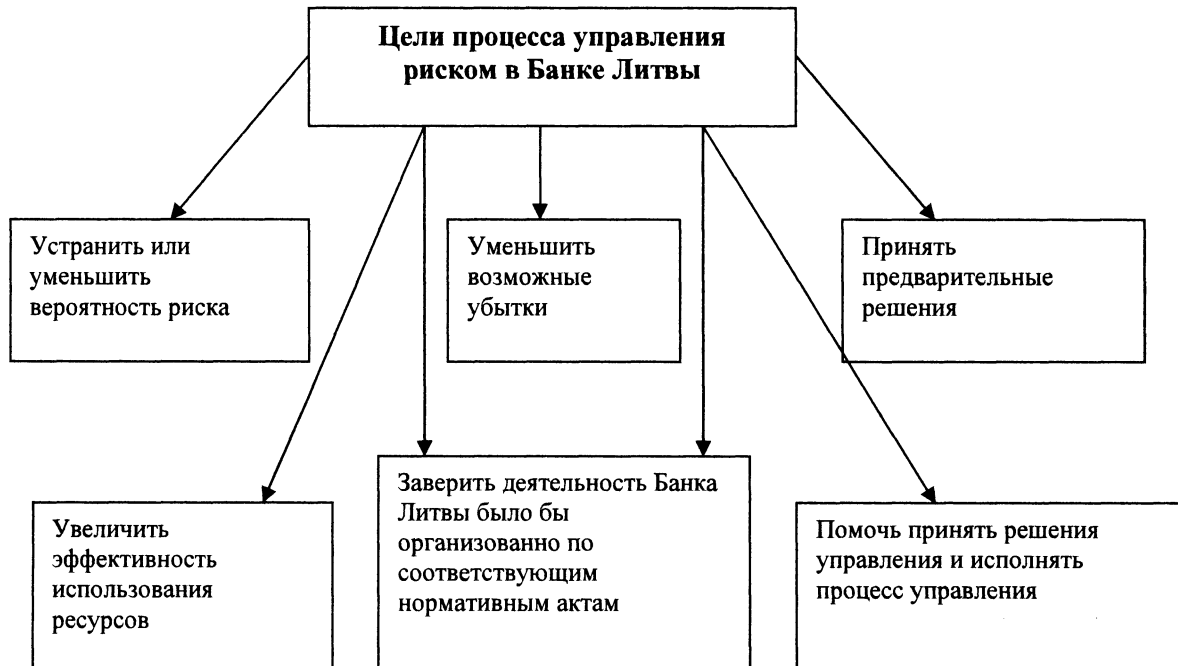 Цели процесса управления
риском в Банке Литвы
Устранить или
уменьшить
вероятность риска
Уменьшить
возможные
убытки
Принять
предварительные
решения
Увеличить
эффективность
использования
ресурсов
Заверить деятельность Банка
Литвы было бы
организованно по
соответствующим
нормативным актам
Помочь принять решения
управления и исполнять
процесс управления